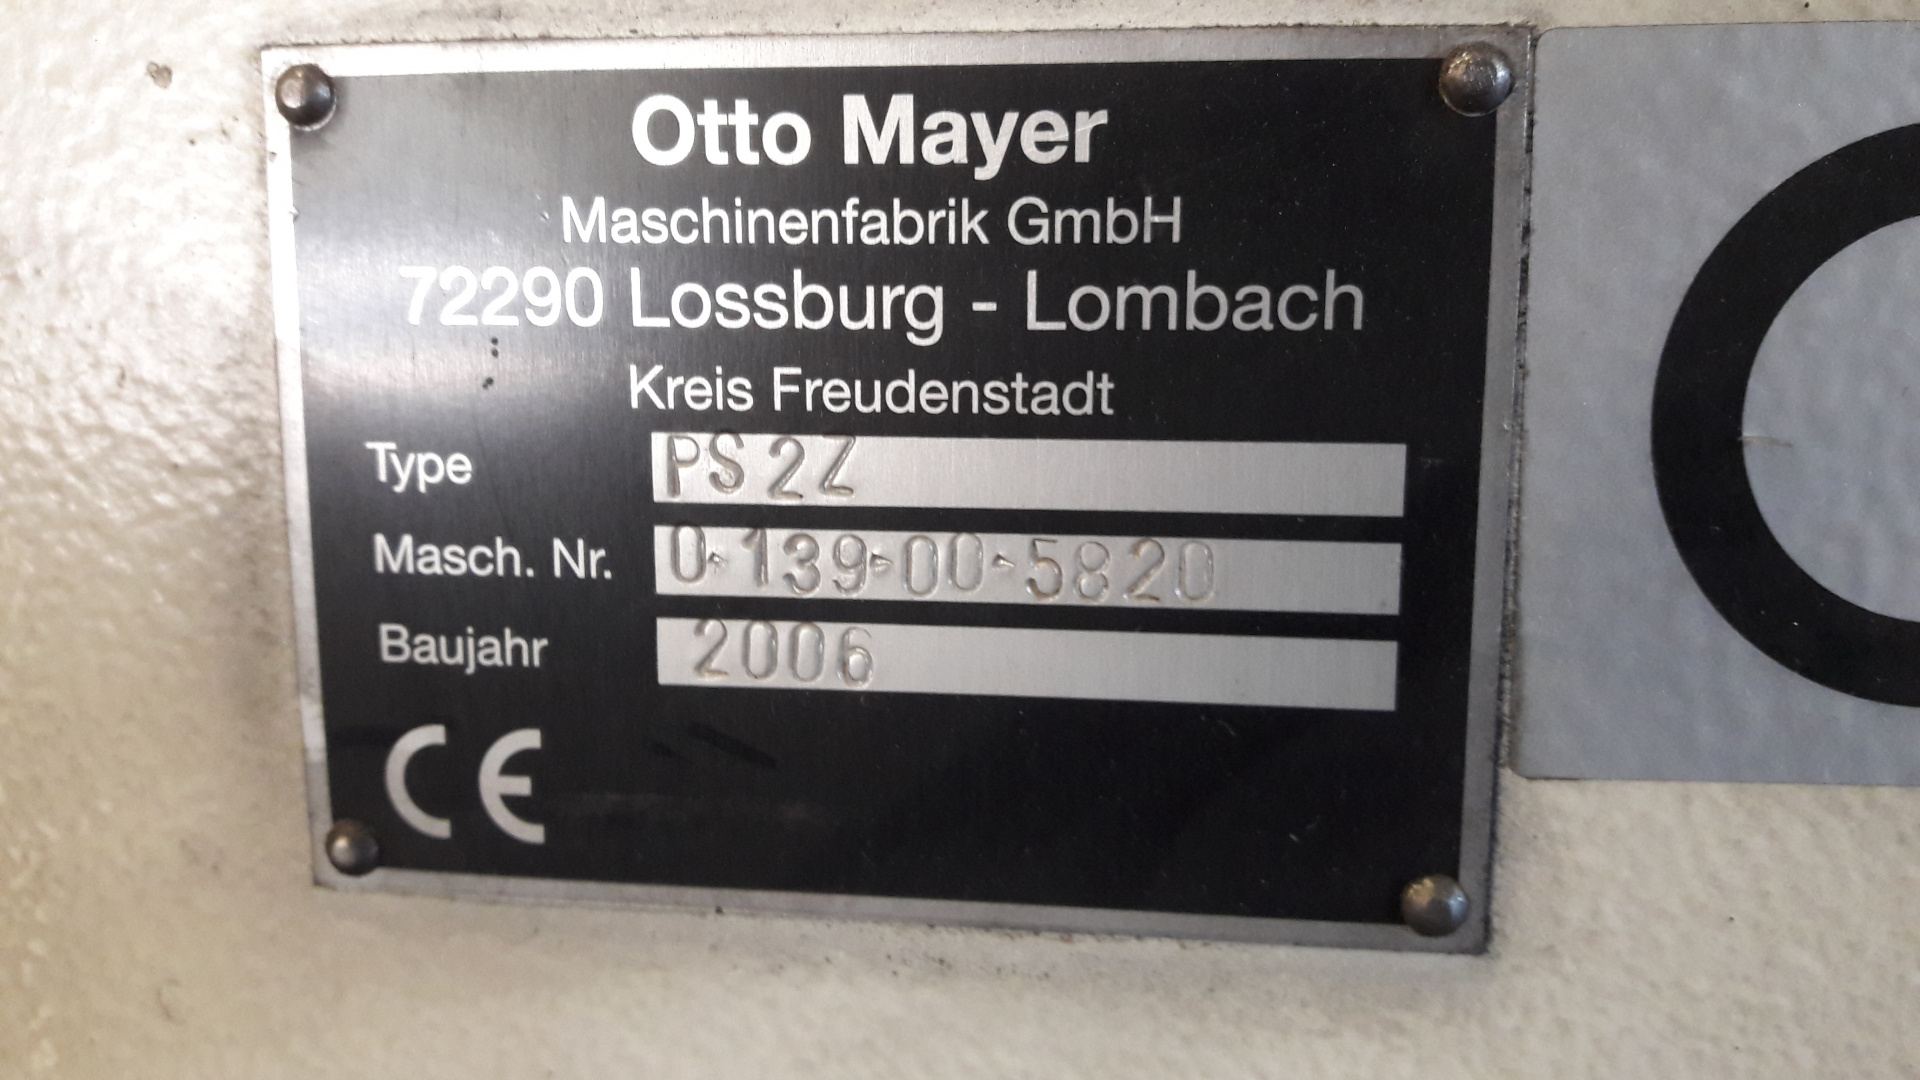 Otto Mayer
Maschinenfabrik GmbH
72290 Lossburg - Lombach
Kreis Freudenstadt
Type PS 2Z
Masch. Nr. 0-139-00-5820
Baujahr 2006
CE